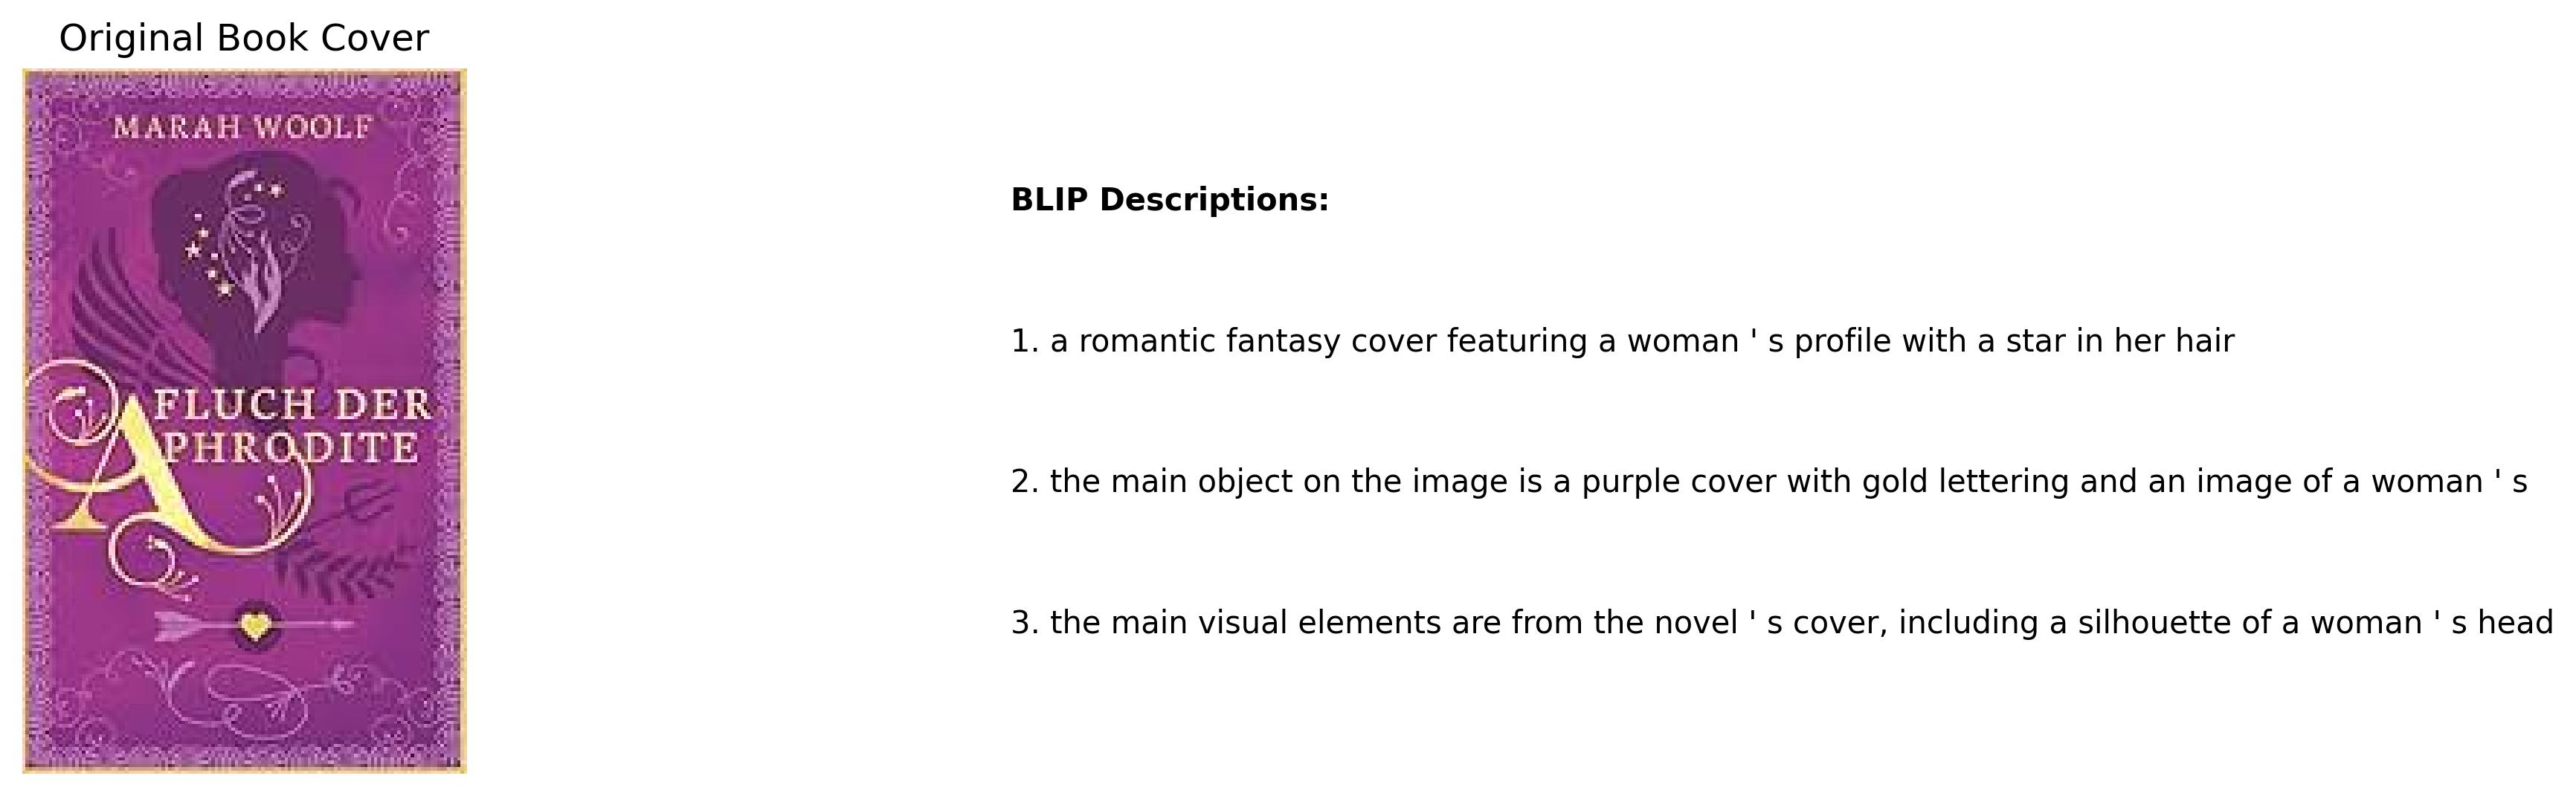 Original Book Cover
MARAH WOOLF
FLUCH DER
APHRODITE
BLIP Descriptions:
1. a romantic fantasy cover featuring a woman ' s profile with a star in her hair
2. the main object on the image is a purple cover with gold lettering and an image of a woman ' s
3. the main visual elements are from the novel ' s cover, including a silhouette of a woman ' s head